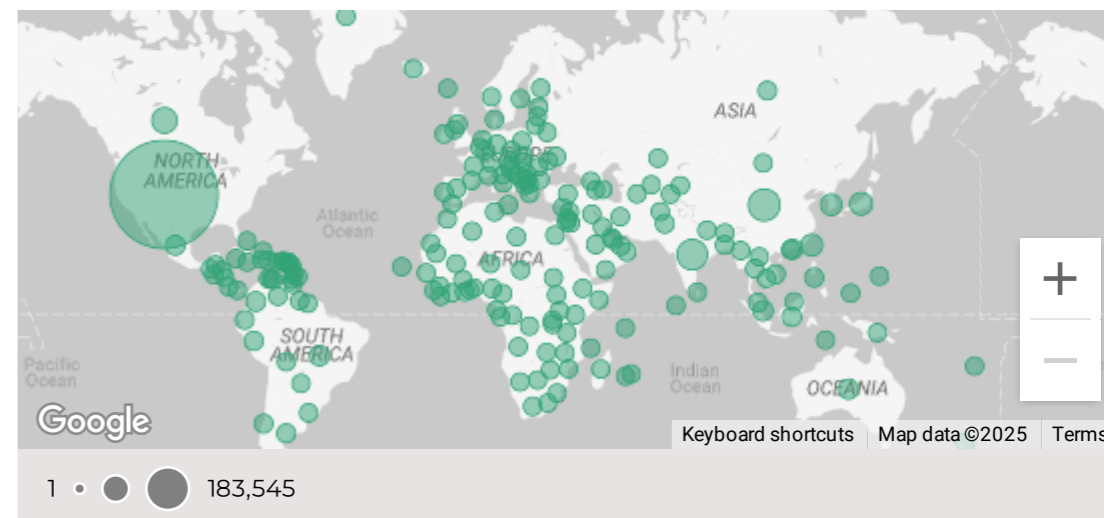 ASIA
NORTH
AMERICA
EUROPE
Atlantic
Ocean
AFRICA
SOUTH
AMERICA
Pacific
Ocean
Indian
Ocean
OCEANIA
+
−
Google
Keyboard shortcuts
Map data ©2025
Terms
1
183,545